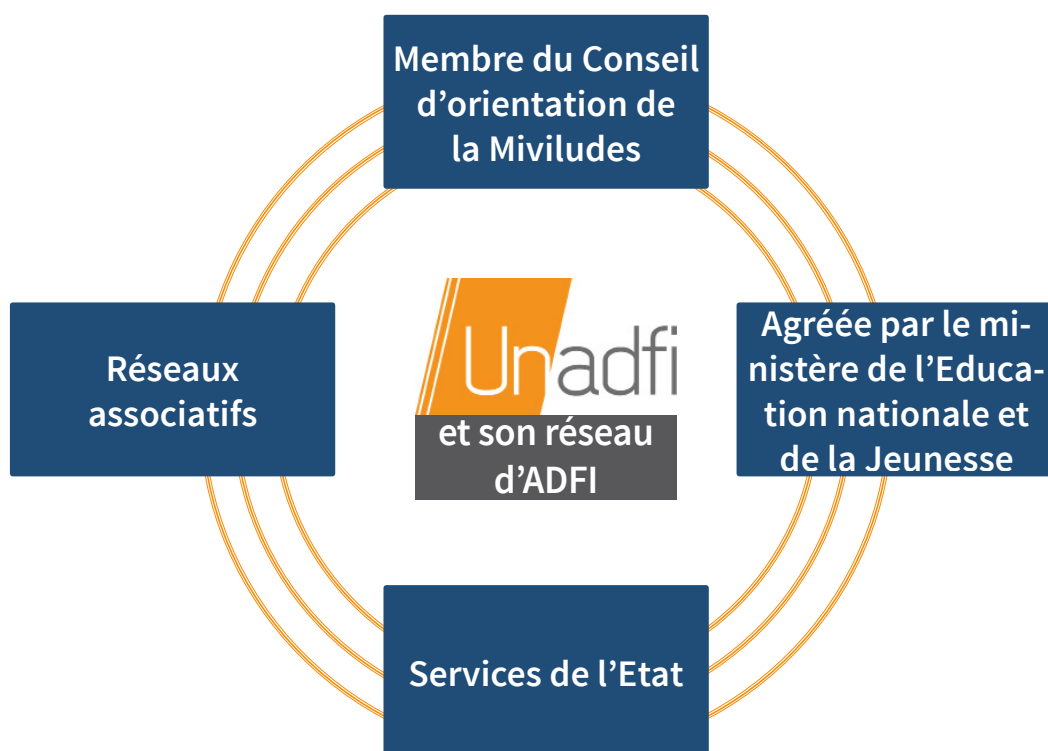 Membre du Conseil
d’orientation de
la Miviludes
Réseaux
associatifs
Unadfi
et son réseau
d’ADFI
Agréée par le mi-
nistère de l’Educa-
tion nationale et
de la Jeunesse
Services de l’Etat